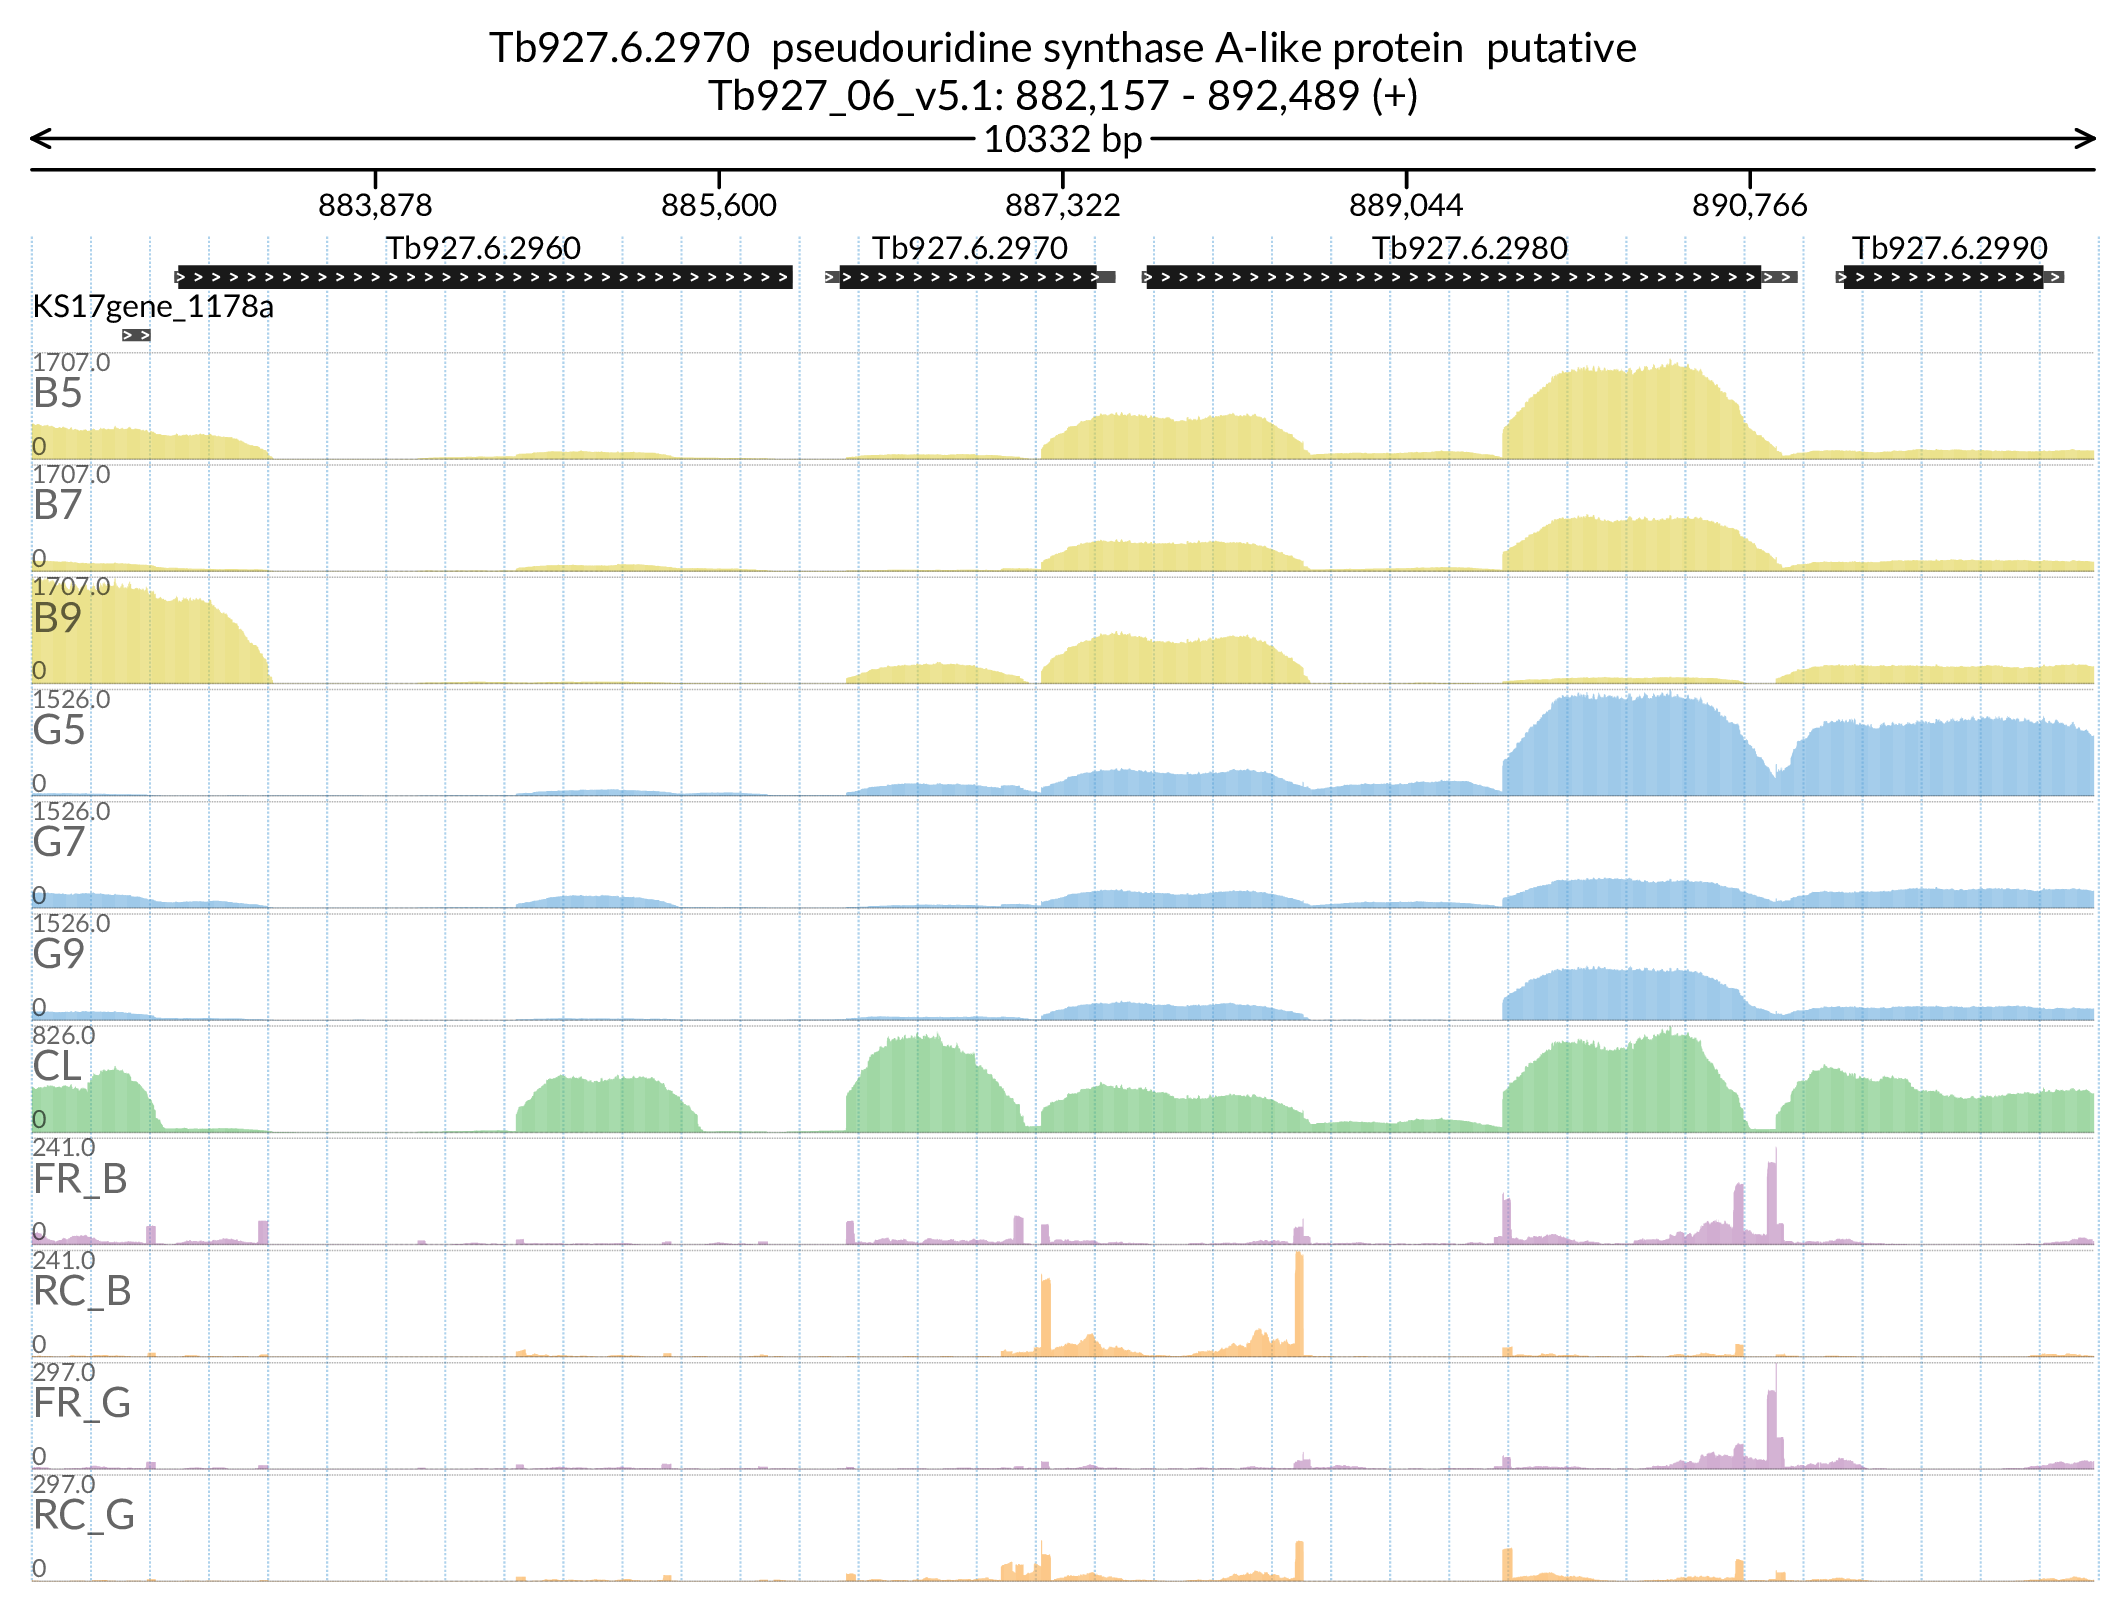 Tb927.6.2970  pseudouridine synthase A-like protein  putative
Tb927_06_v5.1: 882,157 - 892,489 (+)
10332 bp
883,878 885,600 887,322 889,044 890,766
Tb927.6.2960 Tb927.6.2970 Tb927.6.2980 Tb927.6.2990
KS17gene_1178a
1707.0
B5
0
1707.0
B7
0
1707.0
B9
0
1526.0
G5
0
1526.0
G7
0
1526.0
G9
0
826.0
CL
0
241.0
FR_B
0
241.0
RC_B
0
297.0
FR_G
0
297.0
RC_G
0